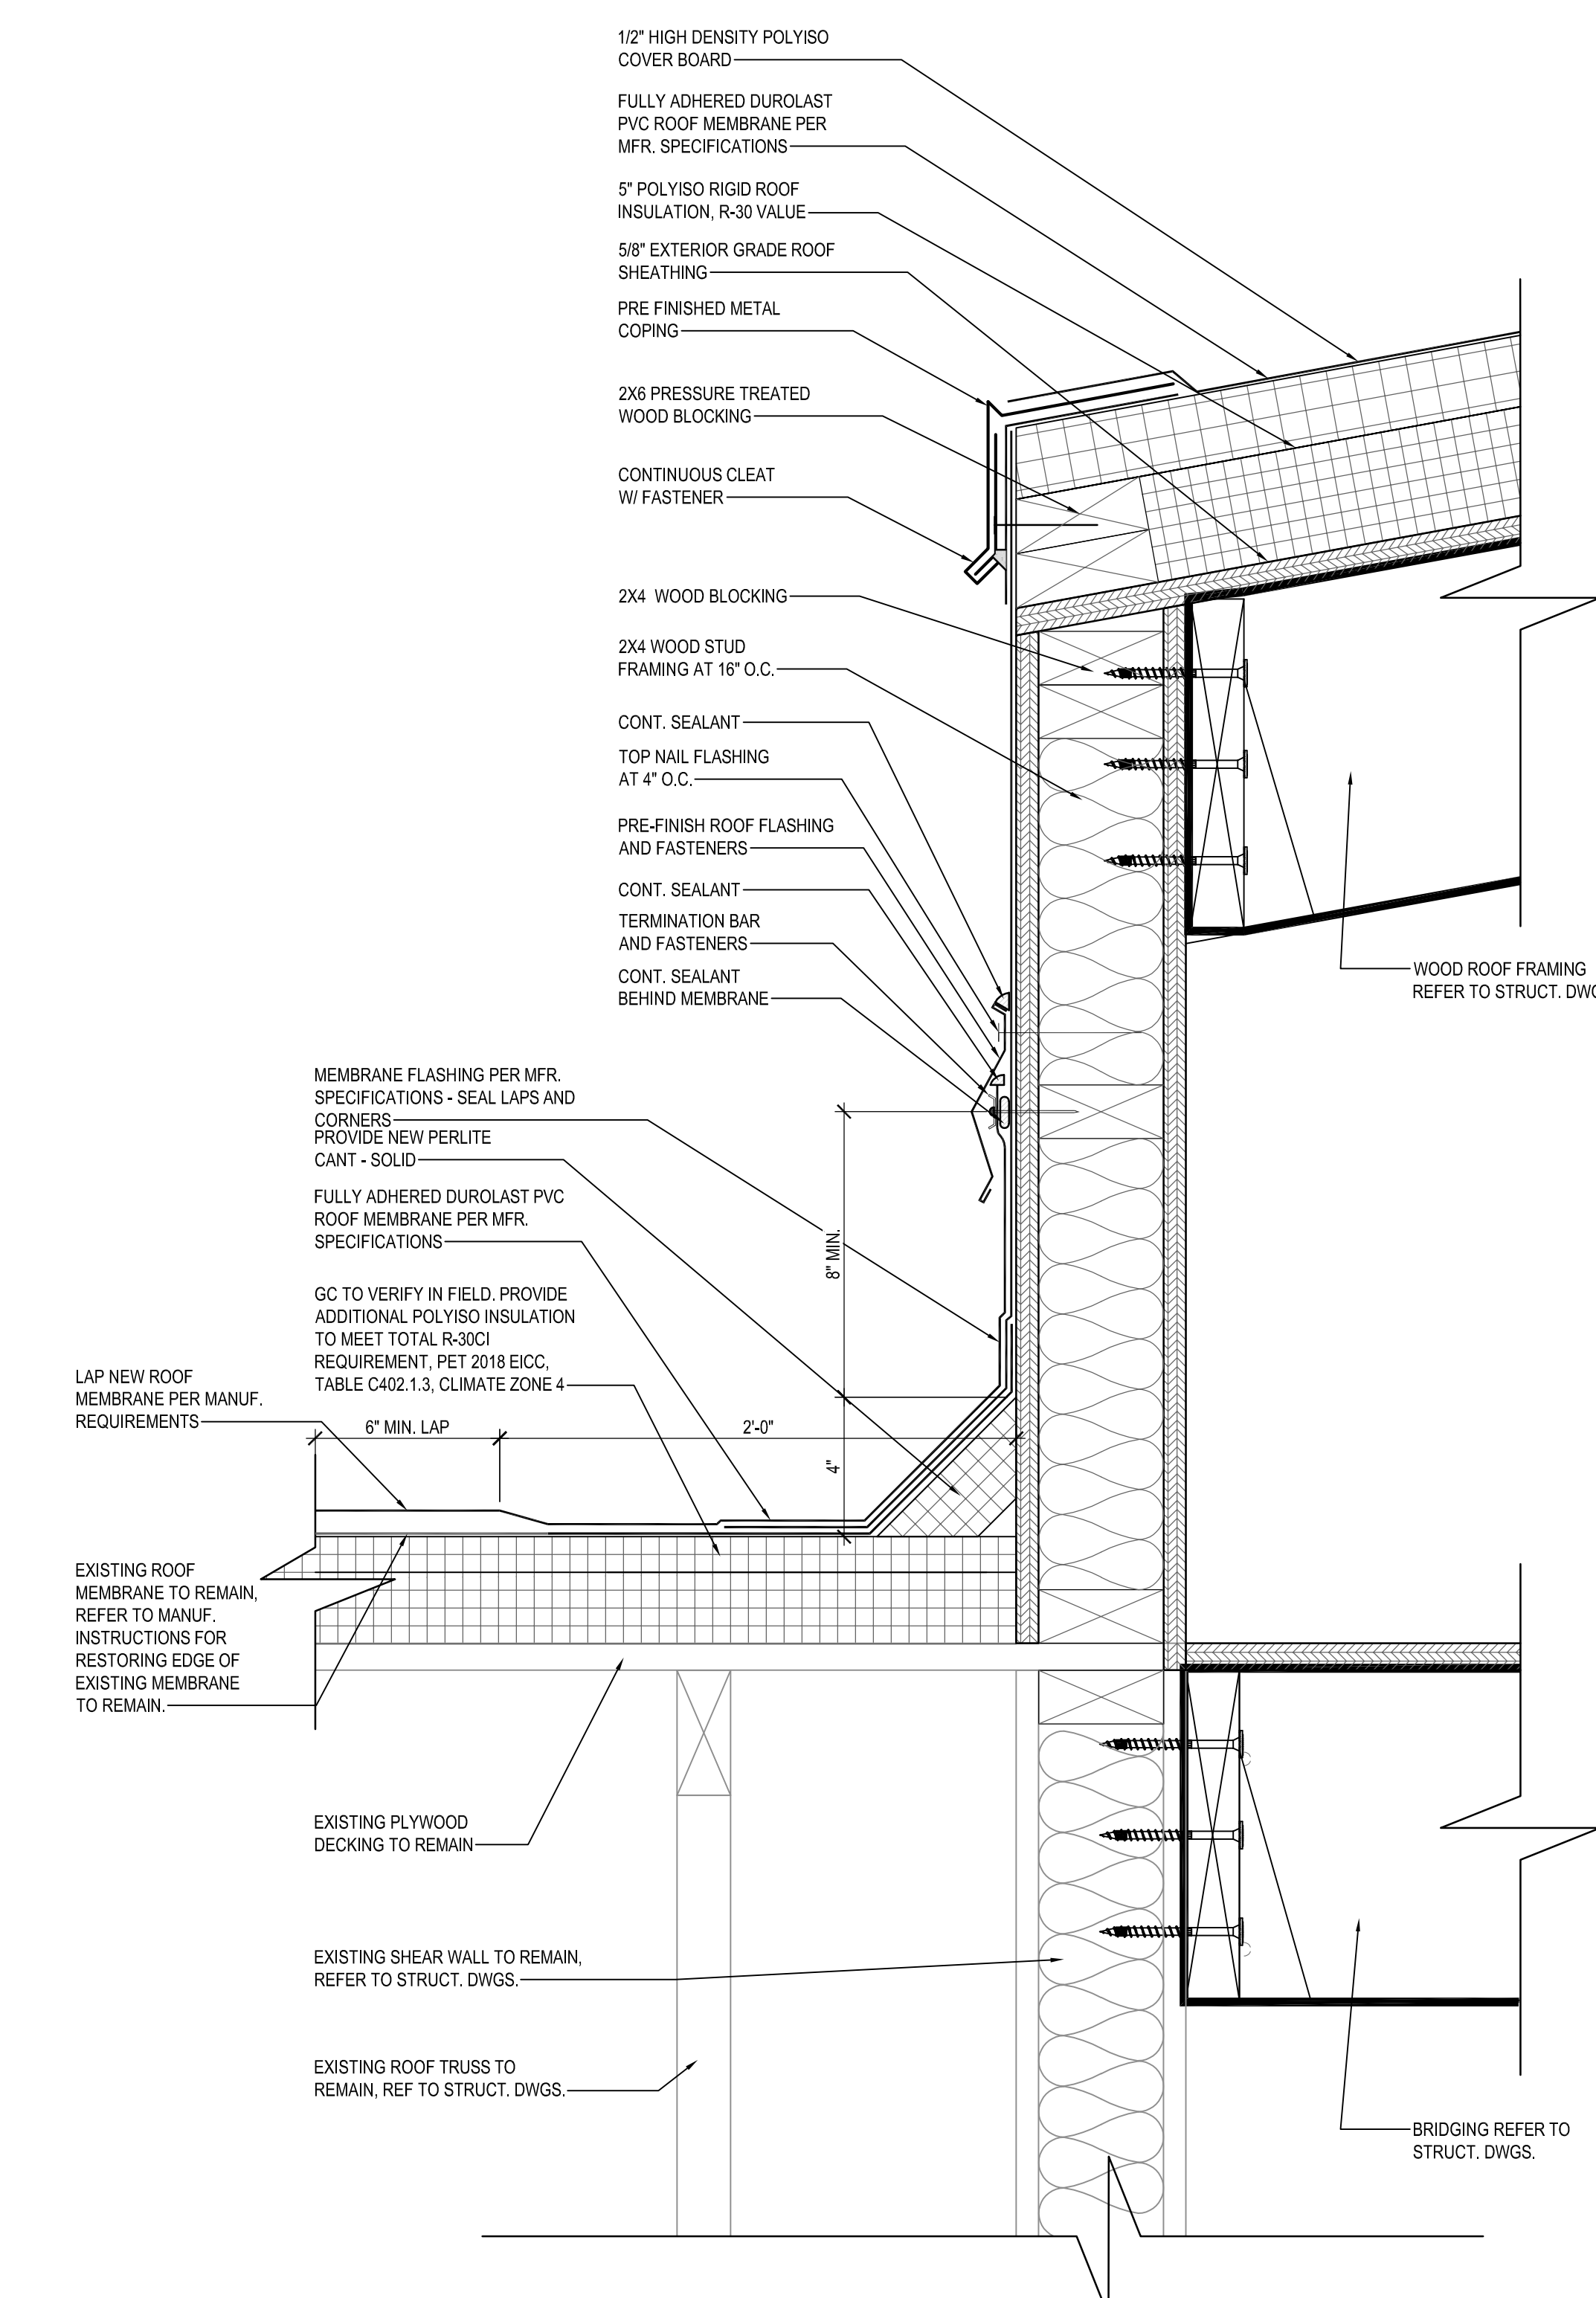 1/2" HIGH DENSITY POLYISO
COVER BOARD
FULLY ADHERED DUROLAST
PVC ROOF MEMBRANE PER
MFR. SPECIFICATIONS
5" POLYISO RIGID ROOF
INSULATION, R-30 VALUE
5/8" EXTERIOR GRADE ROOF
SHEATHING
PRE FINISHED METAL
COPING
2X6 PRESSURE TREATED
WOOD BLOCKING
CONTINUOUS CLEAT
W/ FASTENER
2X4 WOOD BLOCKING
2X4 WOOD STUD
FRAMING AT 16" O.C.
CONT. SEALANT
TOP NAIL FLASHING
AT 4" O.C.
PRE-FINISH ROOF FLASHING
AND FASTENERS
CONT. SEALANT
TERMINATION BAR
AND FASTENERS
CONT. SEALANT
BEHIND MEMBRANE
WOOD ROOF FRAMING
REFER TO STRUCT.
MEMBRANE FLASHING PER MFR.
SPECIFICATIONS - SEAL LAPS AND
CORNERS
PROVIDE NEW PERLITE
CANT - SOLID
FULLY ADHERED DUROLAST PVC
ROOF MEMBRANE PER MFR.
SPECIFICATIONS
8" MIN.
GC TO VERIFY IN FIELD. PROVIDE
ADDITIONAL POLYISO INSULATION
TO MEET TOTAL R-30CI
REQUIREMENT, PET 2018 EICC,
TABLE C402.1.3, CLIMATE ZONE 4
LAP NEW ROOF
MEMBRANE PER MANUF.
REQUIREMENTS
6" MIN. LAP
2'-0"
4"
EXISTING ROOF
MEMBRANE TO REMAIN,
REFER TO MANUF.
INSTRUCTIONS FOR
RESTORING EDGE OF
EXISTING MEMBRANE
TO REMAIN.
EXISTING PLYWOOD
DECKING TO REMAIN
EXISTING SHEAR WALL TO REMAIN,
REFER TO STRUCT. DWGS.
EXISTING ROOF TRUSS TO
REMAIN, REF TO STRUCT. DWGS.
BRIDGING REFER TO
STRUCT. DWGS.